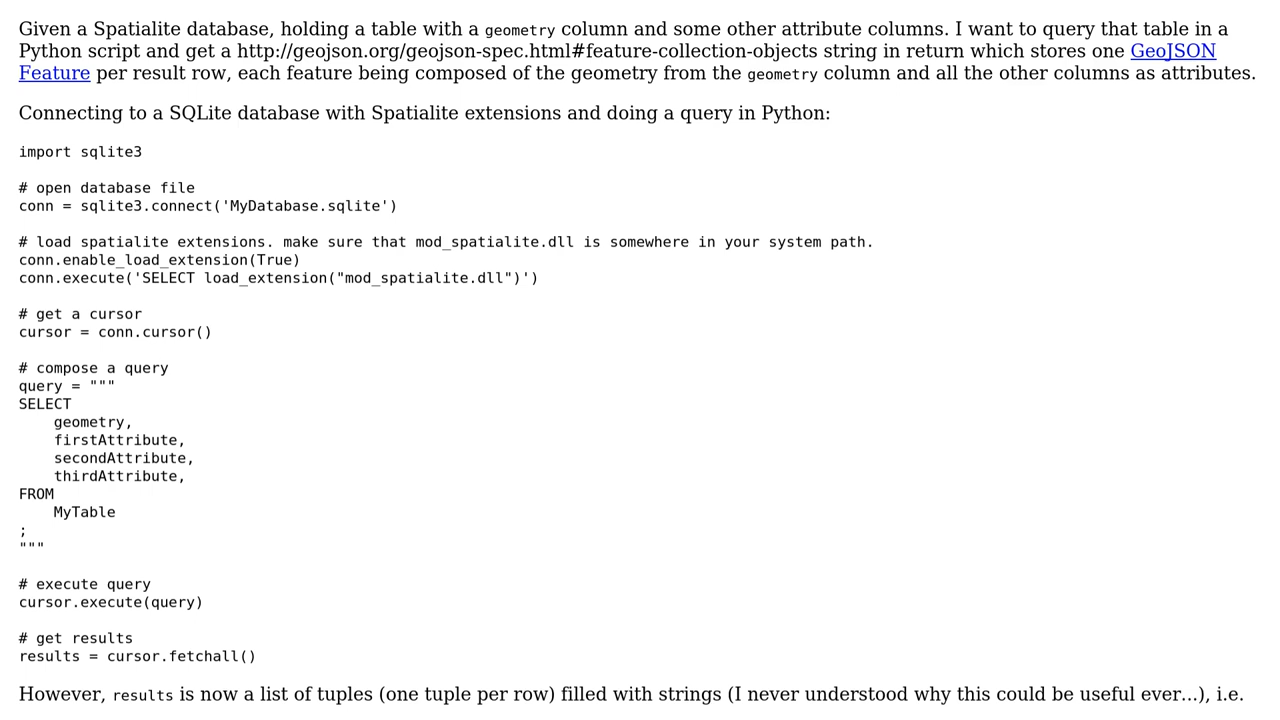 Given a Spatialite database, holding a table with a geometry column and some other attribute columns. I want to query that table in a
Python script and get a http://geojson.org/geojson-spec.html#feature-collection-objects string in return which stores one GeoJSON
Feature per result row, each feature being composed of the geometry from the geometry column and all the other columns as attributes.
Connecting to a SQLite database with Spatialite extensions and doing a query in Python:
import sqlite3
# open database file
conn = sqlite3.connect('MyDatabase.sqlite')
# load spatialite extensions. make sure that mod_spatialite.dll is somewhere in your system path.
conn.enable_load_extension(True)
conn.execute('SELECT load_extension("mod_spatialite.dll")')
# get a cursor
cursor = conn.cursor()
# compose a query
query = """
SELECT
    geometry,
    firstAttribute,
    secondAttribute,
    thirdAttribute,
FROM
    MyTable
;
"""
# execute query
cursor.execute(query)
# get results
results = cursor.fetchall()
However, results is now a list of tuples (one tuple per row) filled with strings (I never understood why this could be useful ever...), i.e.